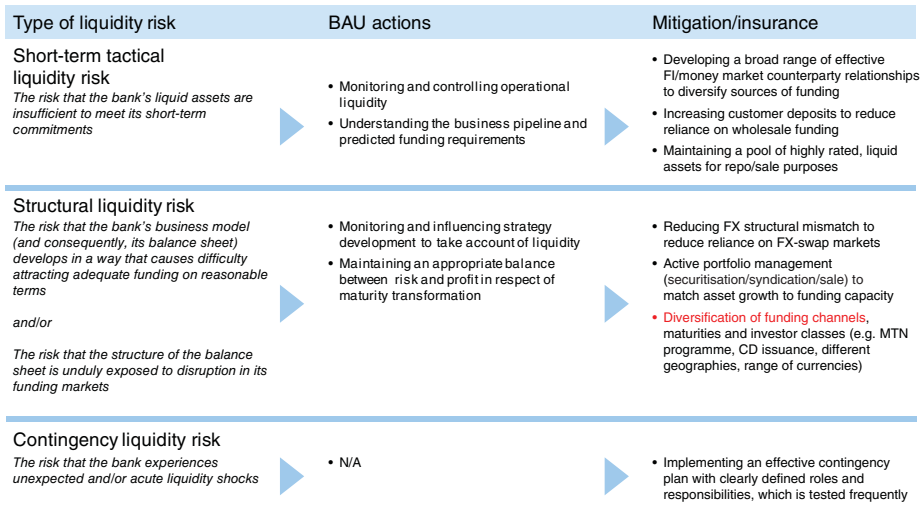 Type of liquidity risk
BAU actions
Mitigation/insurance
Short-term tactical
liquidity risk
The risk that the bank's liquid assets are
insufficient to meet its short-term
commitments
• Monitoring and controlling operational
liquidity
• Understanding the business pipeline and
predicted funding requirements
• Developing a broad range of effective
FI/money market counterparty relationships
to diversify sources of funding
• Increasing customer deposits to reduce
reliance on wholesale funding
• Maintaining a pool of highly rated, liquid
assets for repo/sale purposes
Structural liquidity risk
The risk that the bank's business model
(and consequently, its balance sheet)
develops in a way that causes difficulty
attracting adequate funding on reasonable
terms
and/or
The risk that the structure of the balance
sheet is unduly exposed to disruption in its
funding markets
• Monitoring and influencing strategy
development to take account of liquidity
• Maintaining an appropriate balance
between risk and profit in respect of
maturity transformation
• Reducing FX structural mismatch to
reduce reliance on FX-swap markets
• Active portfolio management
(securitisation/syndication/sale) to
match asset growth to funding capacity
• Diversification of funding channels,
maturities and investor classes (e.g. MTN
programme, CD issuance, different
geographies, range of currencies)
Contingency liquidity risk
The risk that the bank experiences
unexpected and/or acute liquidity shocks
• N/A
• Implementing an effective contingency
plan with clearly defined roles and
responsibilities, which is tested frequently